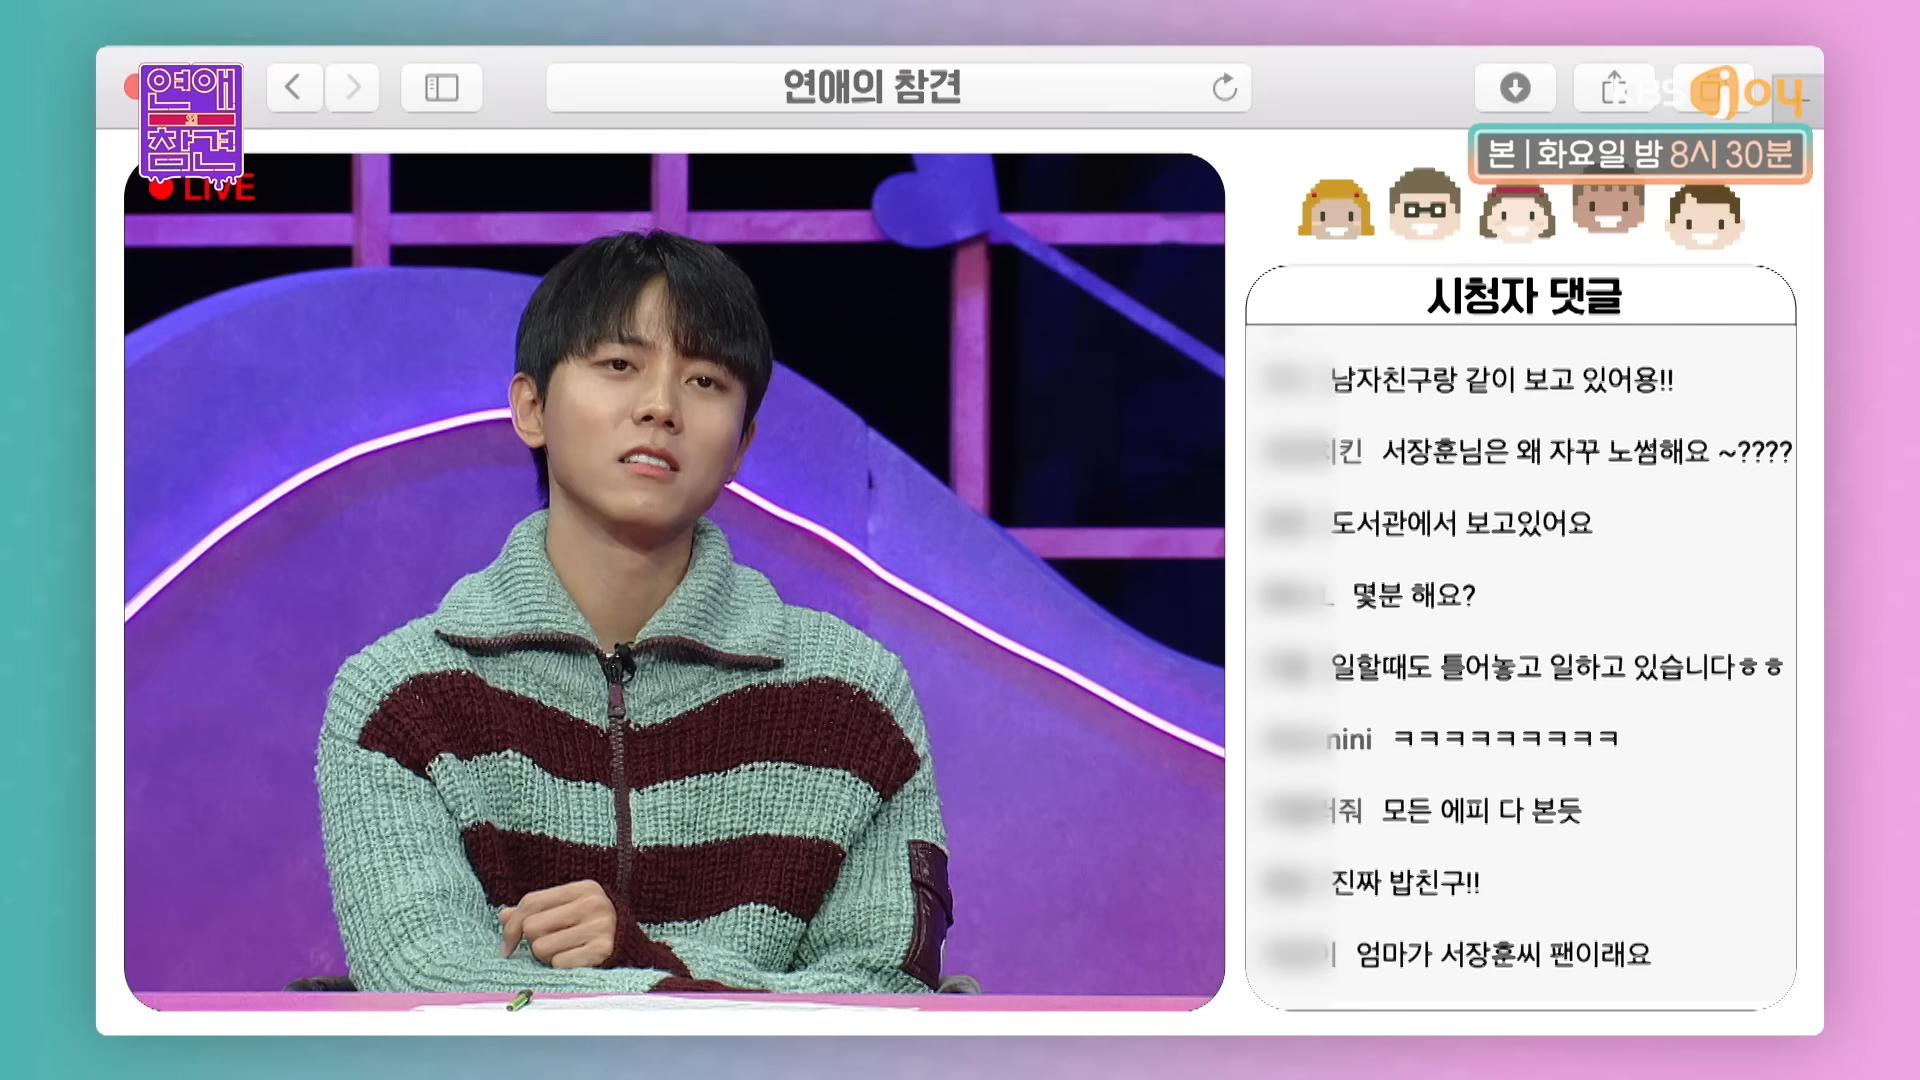 연애의 참견
연애의 참견
KBS joy
본 | 화요일 밤 8시 30분
LIVE
시청자 댓글
남자친구랑 같이 보고 있어용!!
치킨 서장훈님은 왜 자꾸 노썸해요 ~????
도서관에서 보고있어요
몇분 해요?
일할때도 틀어놓고 일하고 있습니다ㅎㅎ
nini ㅋㅋㅋㅋㅋㅋㅋㅋㅋ
줘 모든 에피 다 본듯
진짜 밥친구!!
엄마가 서장훈씨 팬이래요